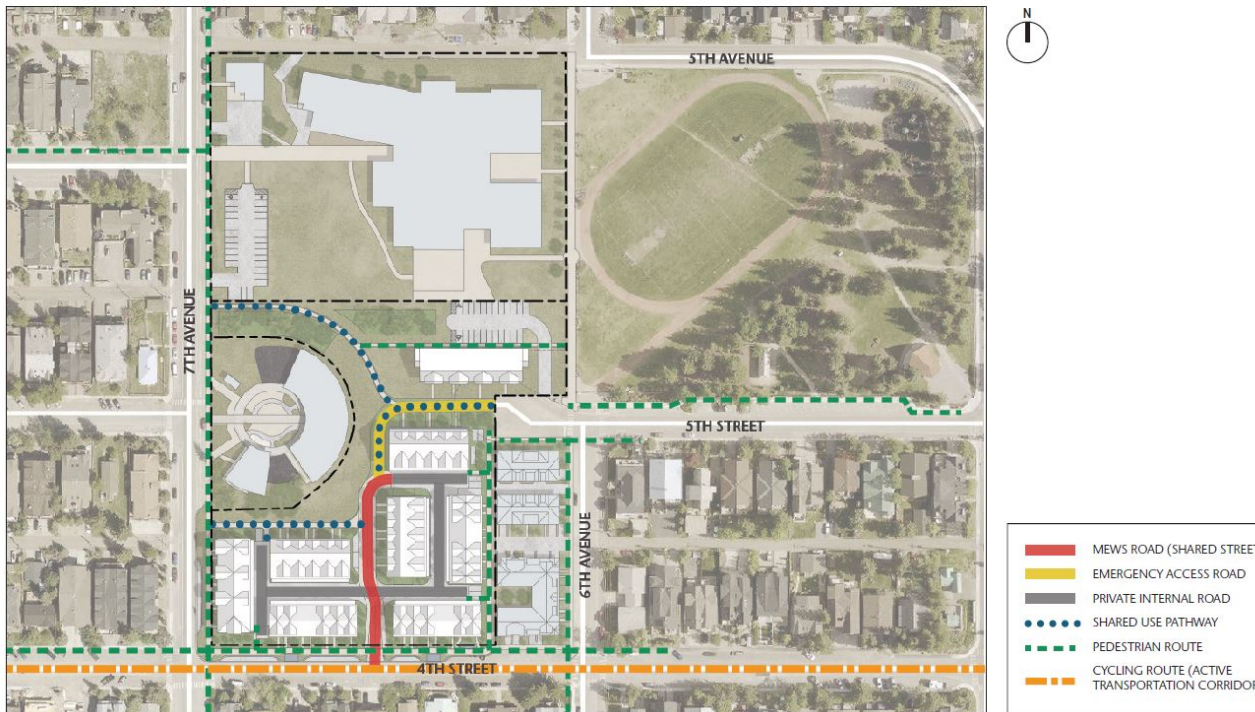 N
5TH AVENUE
7TH AVENUE
5TH STREET
6TH AVENUE
4TH STREET
MEWS ROAD (SHARED STREET
EMERGENCY ACCESS ROAD
PRIVATE INTERNAL ROAD
SHARED USE PATHWAY
PEDESTRIAN ROUTE
CYCLING ROUTE (ACTIVE
TRANSPORTATION CORRIDOR